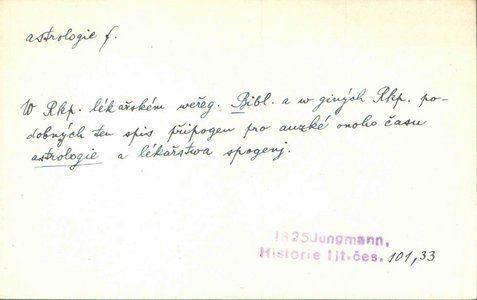 astrologie f.
W Rkp. lékařském weřeg. Bibl. a w giných Rkp. po-
dobných ten spis připogen pro auzké onoho času
astrologie a lékařstwa spogenj.
1825 Jungmann,
Historie lit. čes. 101,33